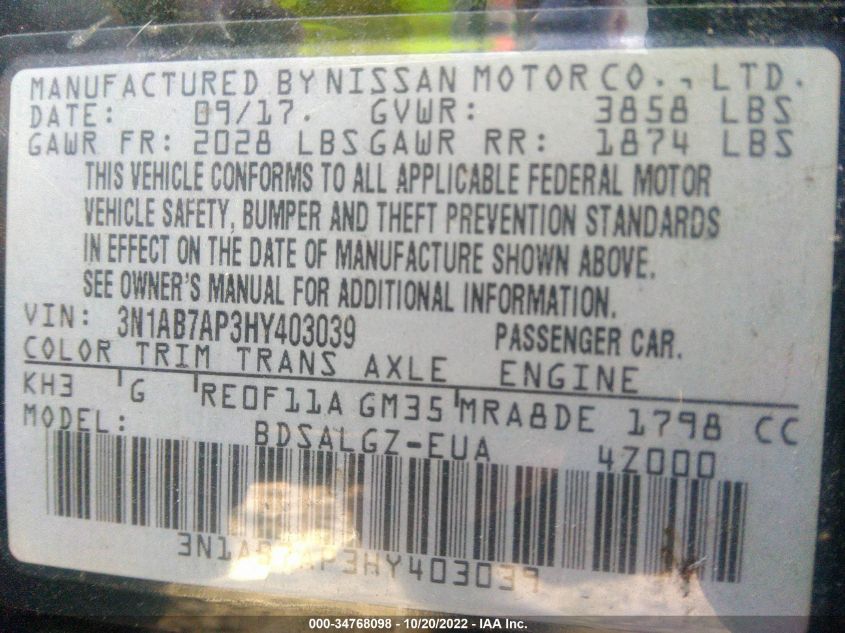 MANUFACTURED BY NISSAN MOTOR CO., LTD.
DATE: 09/17. GVWR: 3858 LBS
GAWR FR: 2028 LBS GAWR RR: 1874 LBS
THIS VEHICLE CONFORMS TO ALL APPLICABLE FEDERAL MOTOR
VEHICLE SAFETY, BUMPER AND THEFT PREVENTION STANDARDS
IN EFFECT ON THE DATE OF MANUFACTURE SHOWN ABOVE.
SEE OWNER'S MANUAL FOR ADDITIONAL INFORMATION.
VIN: 3N1AB7AP3HY403039 PASSENGER CAR.
COLOR TRIM TRANS AXLE ENGINE
KH3 G RE0F11A GM35 MRA8DE 1798 CC
MODEL: BDSALGZ-EUA 4Z000
3N1AB7AP3HY403039
000-34768098 - 10/20/2022 - IAA Inc.